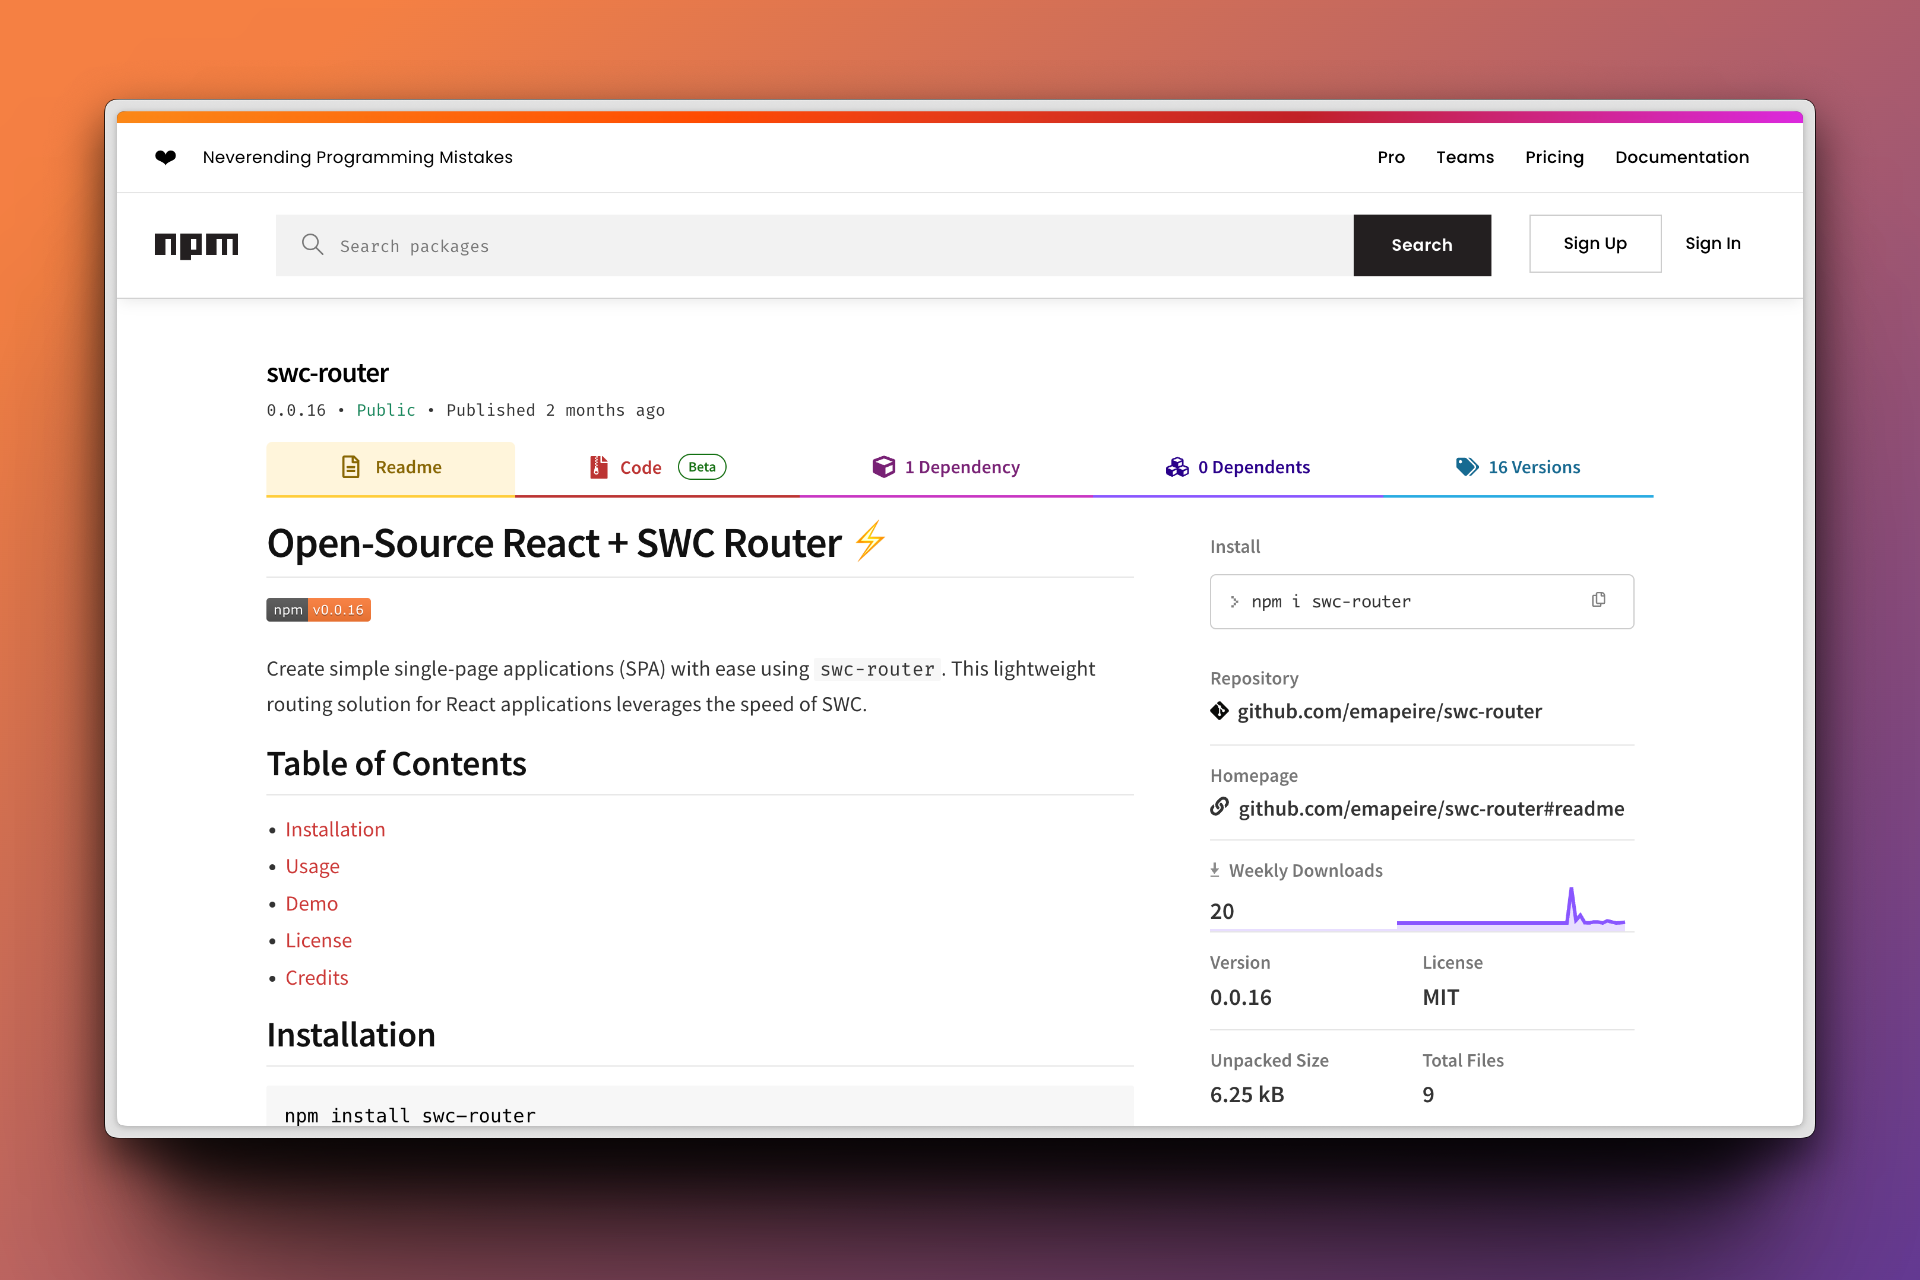 ❤ Neverending Programming Mistakes
Pro Teams Pricing Documentation
npm
Search packages
Search
Sign Up
Sign In
swc-router
0.0.16 • Public • Published 2 months ago
Readme
Code Beta
1 Dependency
0 Dependents
16 Versions
Open-Source React + SWC Router ⚡
npm v0.0.16
Create simple single-page applications (SPA) with ease using swc-router. This lightweight
routing solution for React applications leverages the speed of SWC.
Table of Contents
• Installation
• Usage
• Demo
• License
• Credits
Installation
npm install swc-router
Install
> npm i swc-router
Repository
github.com/emapeire/swc-router
Homepage
github.com/emapeire/swc-router#readme
Weekly Downloads
20
Version
0.0.16
License
MIT
Unpacked Size
6.25 kB
Total Files
9